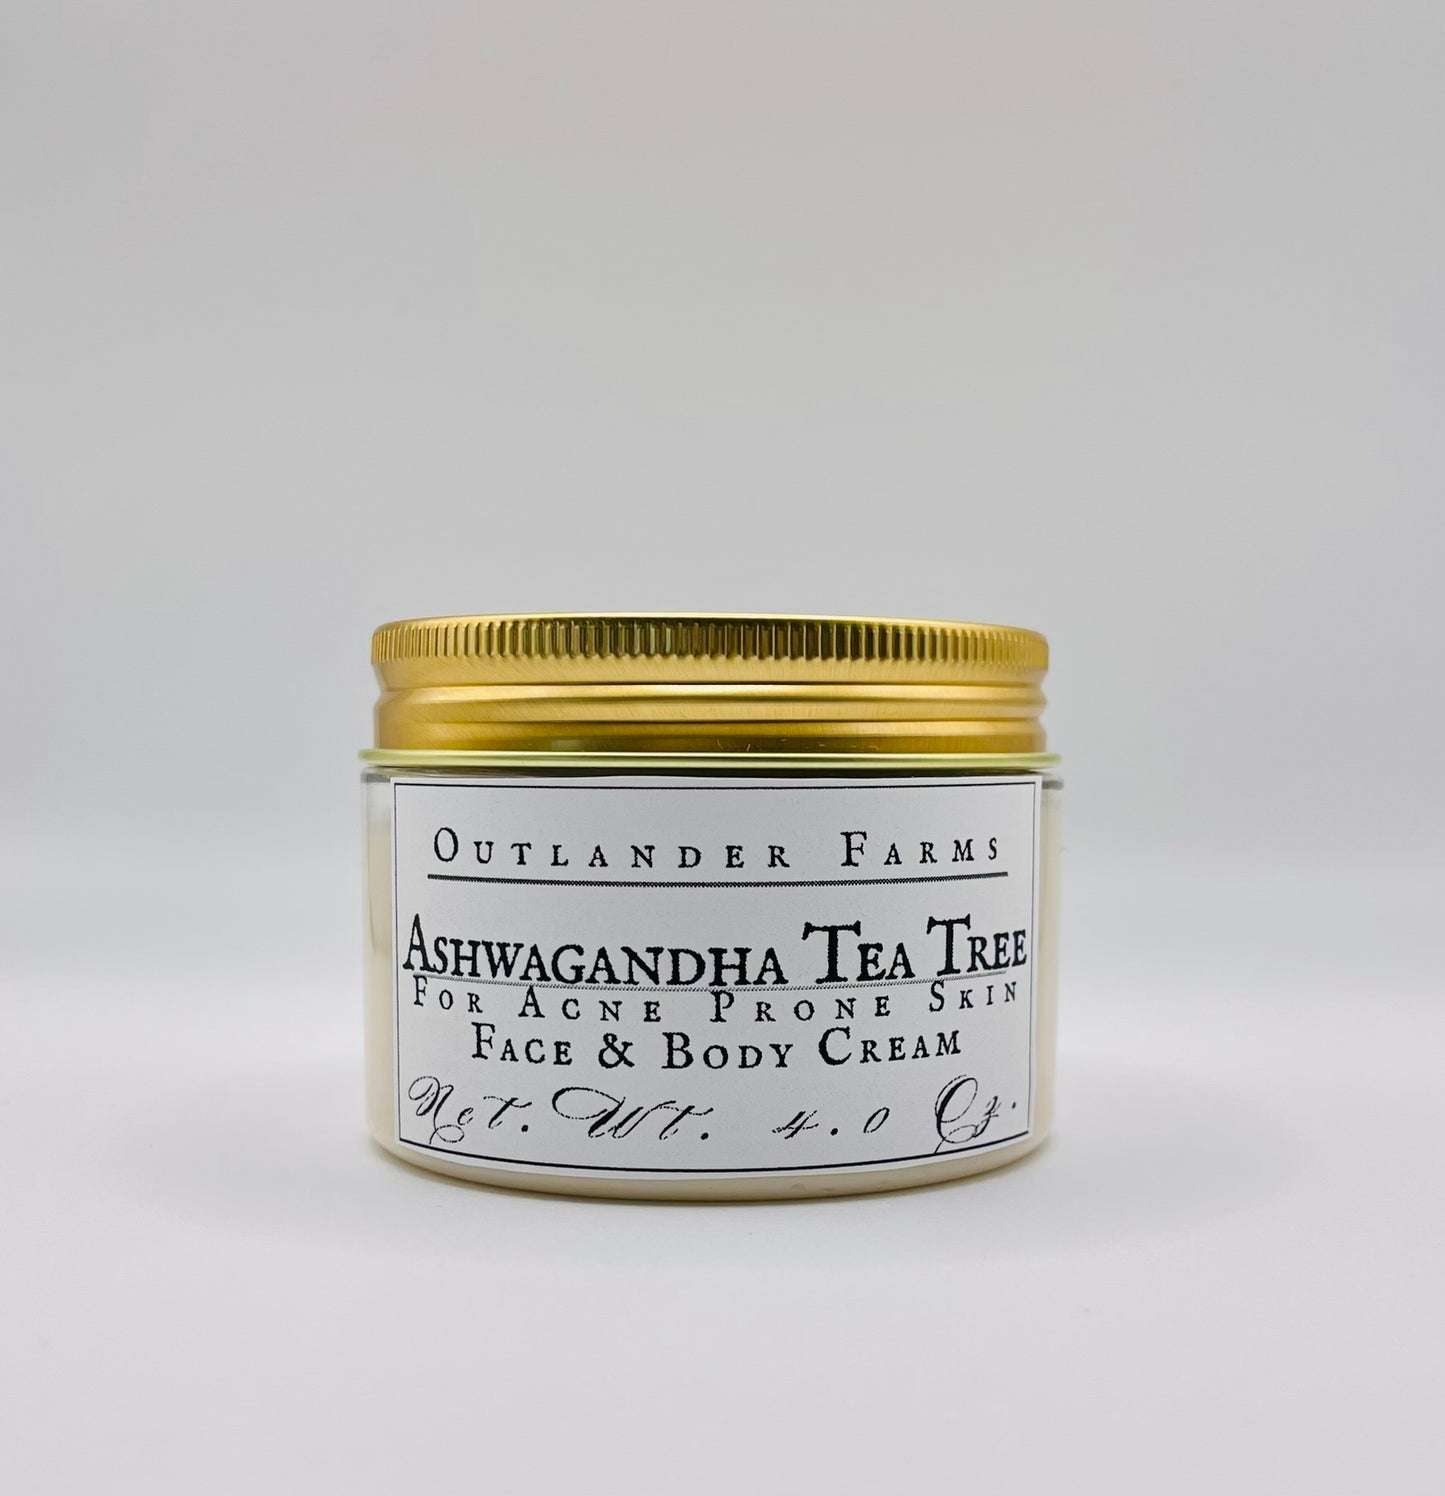 Outlander Farms
Ashwagandha Tea Tree
For Acne Prone Skin
Face & Body Cream
Net. Wt. 4.0 Oz.